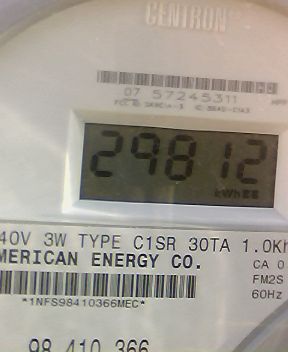 CENTRON
07 57245311
29812
kWh
40V 3W TYPE C1SR 30TA 1.0Kh
MERICAN ENERGY CO.
CA 0
FM2S
60Hz
*1NFS98410366MEC*
98 410 366